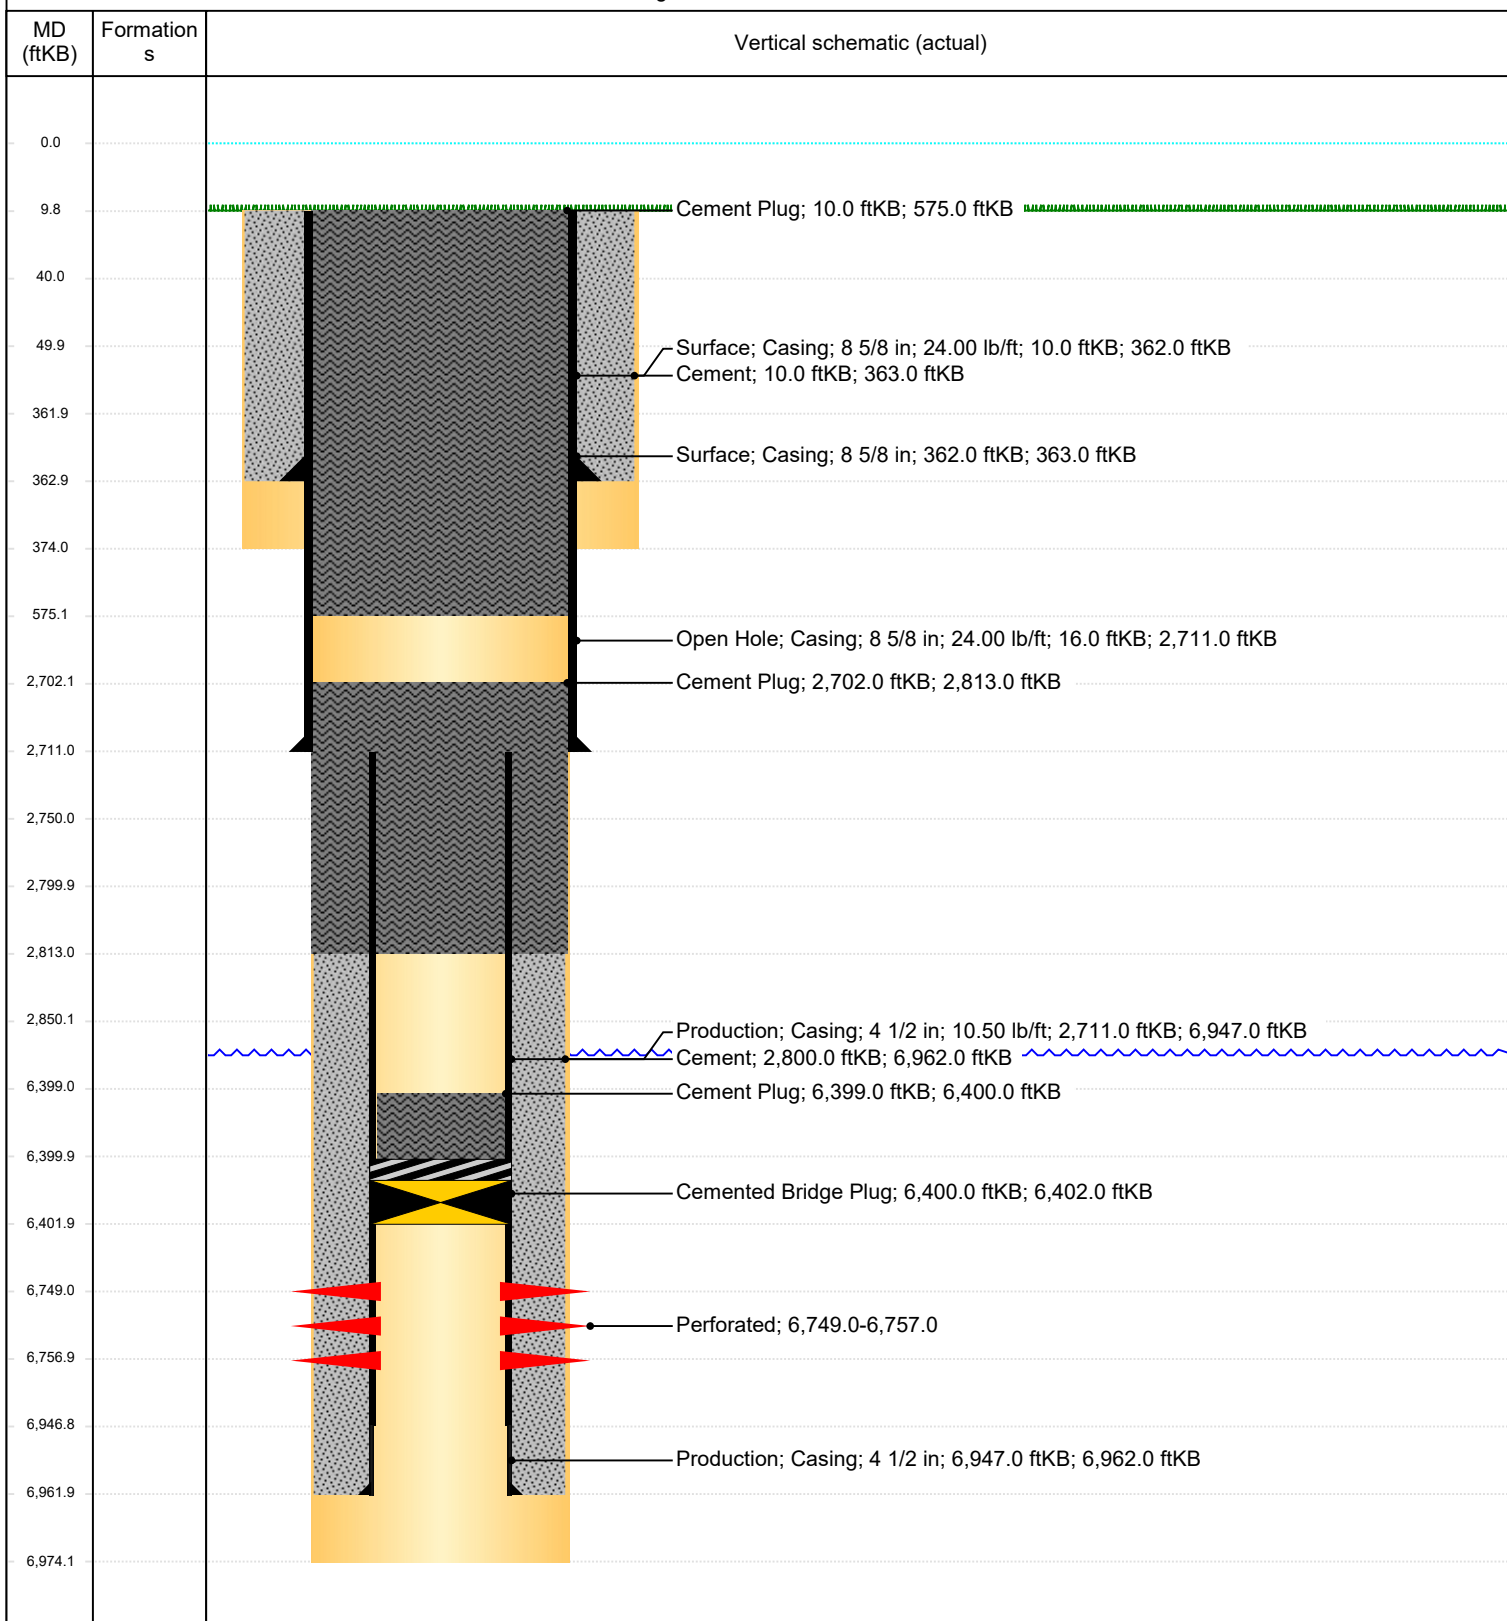 MD
(ftKB)
Formation
s
Vertical schematic (actual)
0.0
9.8
Cement Plug; 10.0 ftKB; 575.0 ftKB
40.0
49.9
Surface; Casing; 8 5/8 in; 24.00 lb/ft; 10.0 ftKB; 362.0 ftKB
Cement; 10.0 ftKB; 363.0 ftKB
361.9
Surface; Casing; 8 5/8 in; 362.0 ftKB; 363.0 ftKB
362.9
374.0
575.1
Open Hole; Casing; 8 5/8 in; 24.00 lb/ft; 16.0 ftKB; 2,711.0 ftKB
2,702.1
Cement Plug; 2,702.0 ftKB; 2,813.0 ftKB
2,711.0
2,750.0
2,799.9
2,813.0
2,850.1
Production; Casing; 4 1/2 in; 10.50 lb/ft; 2,711.0 ftKB; 6,947.0 ftKB
Cement; 2,800.0 ftKB; 6,962.0 ftKB
6,399.0
Cement Plug; 6,399.0 ftKB; 6,400.0 ftKB
6,399.9
Cemented Bridge Plug; 6,400.0 ftKB; 6,402.0 ftKB
6,401.9
6,749.0
Perforated; 6,749.0-6,757.0
6,756.9
6,946.8
Production; Casing; 4 1/2 in; 6,947.0 ftKB; 6,962.0 ftKB
6,961.9
6,974.1